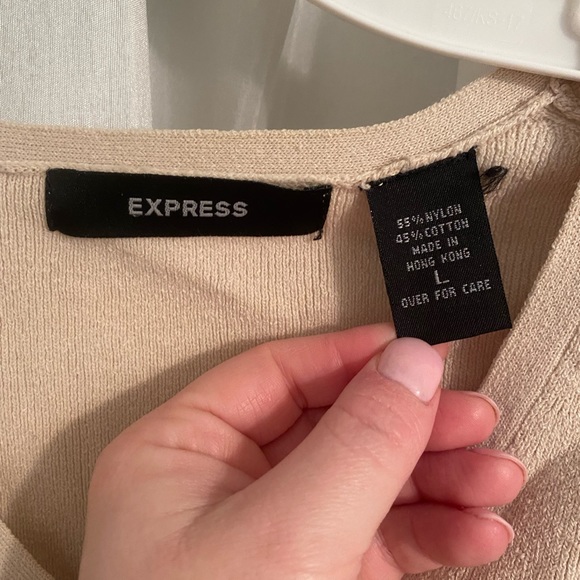 EXPRESS
55% NYLON
45% COTTON
MADE IN
HONG KONG
L
OVER FOR CARE